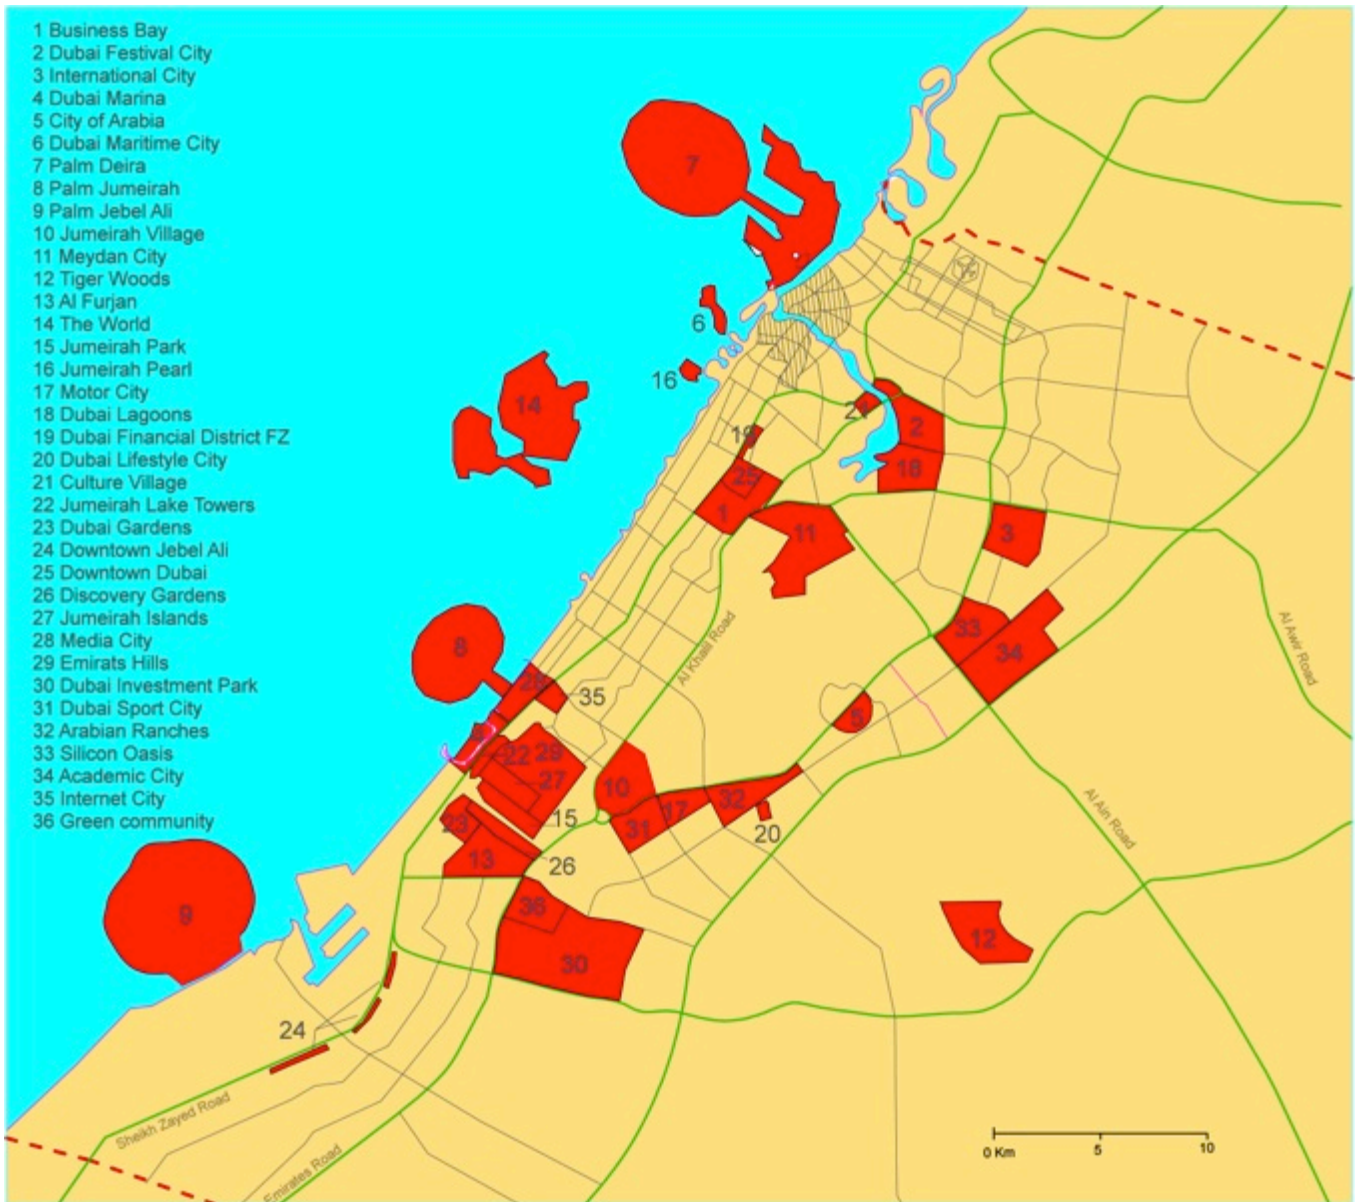 1 Business Bay
2 Dubai Festival City
3 International City
4 Dubai Marina
5 City of Arabia
6 Dubai Maritime City
7 Palm Deira
8 Palm Jumeirah
9 Palm Jebel Ali
10 Jumeirah Village
11 Meydan City
12 Tiger Woods
13 Al Furjan
14 The World
15 Jumeirah Park
16 Jumeirah Pearl
17 Motor City
18 Dubai Lagoons
19 Dubai Financial District FZ
20 Dubai Lifestyle City
21 Culture Village
22 Jumeirah Lake Towers
23 Dubai Gardens
24 Downtown Jebel Ali
25 Downtown Dubai
26 Discovery Gardens
27 Jumeirah Islands
28 Media City
29 Emirats Hills
30 Dubai Investment Park
31 Dubai Sport City
32 Arabian Ranches
33 Silicon Oasis
34 Academic City
35 Internet City
36 Green community
7
6
16
14
21
2
19
18
25
1
11
3
33
34
8
28
35
5
4
22
29
27
10
17
32
31
20
15
23
13
26
36
30
9
12
24
Al Khail Road
Al Awir Road
Al Ain Road
Sheikh Zayed Road
Emirates Road
0 Km 5 10